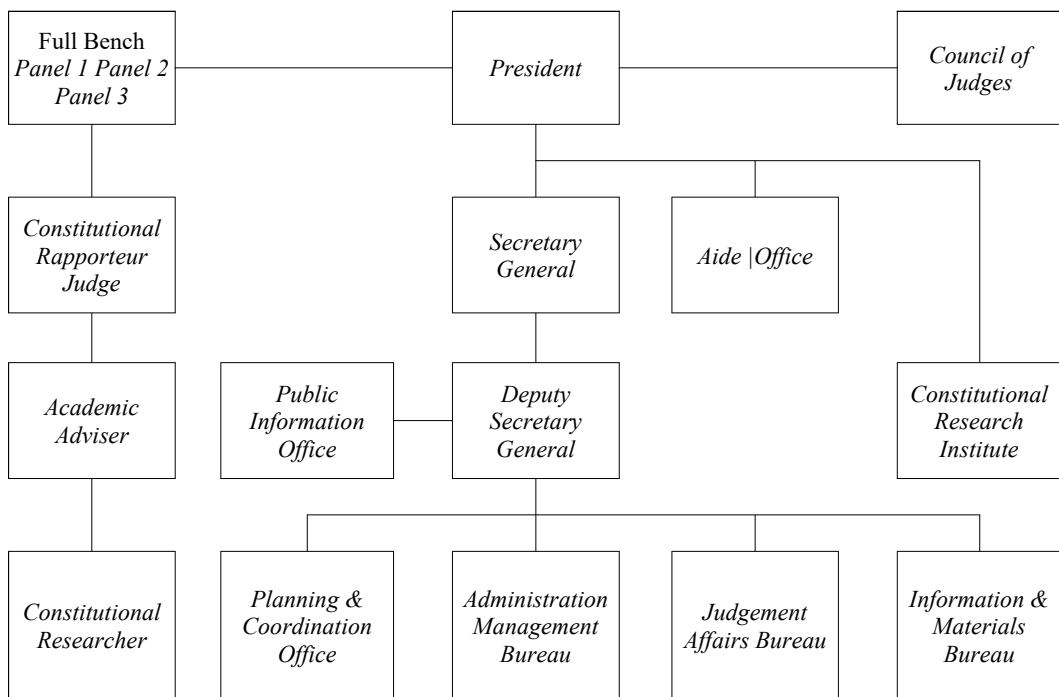 Full Bench
Panel 1 Panel 2
Panel 3
President
Council of
Judges
Constitutional
Rapporteur
Judge
Secretary
General
Aide |Office
Academic
Adviser
Public
Information
Office
Deputy
Secretary
General
Constitutional
Research
Institute
Constitutional
Researcher
Planning &
Coordination
Office
Administration
Management
Bureau
Judgement
Affairs Bureau
Information &
Materials
Bureau